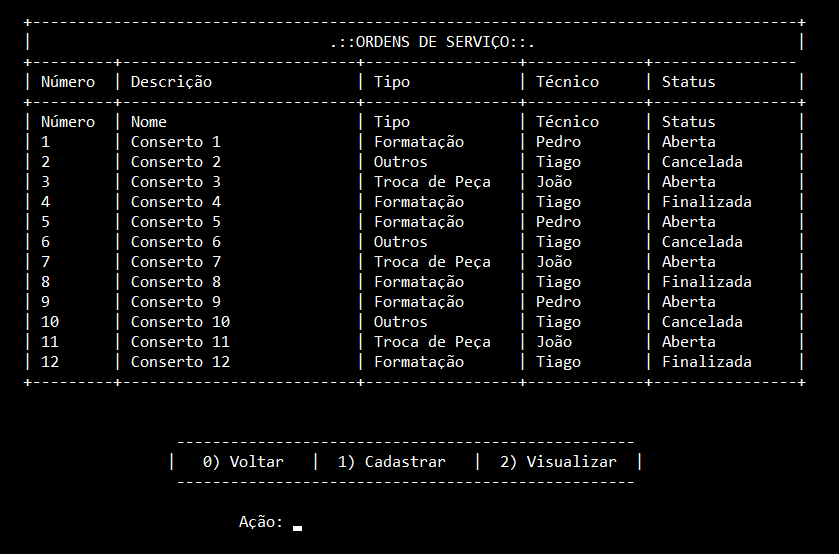 .::ORDENS DE SERVIÇO::.
| Número | Descrição | Tipo | Técnico | Status
| Número | Nome | Tipo | Técnico | Status |
| 1 | Conserto 1 | Formatação | Pedro | Aberta |
| 2 | Conserto 2 | Outros | Tiago | Cancelada |
| 3 | Conserto 3 | Troca de Peça | João | Aberta |
| 4 | Conserto 4 | Formatação | Tiago | Finalizada |
| 5 | Conserto 5 | Formatação | Pedro | Aberta |
| 6 | Conserto 6 | Outros | Tiago | Cancelada |
| 7 | Conserto 7 | Troca de Peça | João | Aberta |
| 8 | Conserto 8 | Formatação | Tiago | Finalizada |
| 9 | Conserto 9 | Formatação | Pedro | Aberta |
| 10 | Conserto 10 | Outros | Tiago | Cancelada |
| 11 | Conserto 11 | Troca de Peça | João | Aberta |
| 12 | Conserto 12 | Formatação | Tiago | Finalizada |
| 0) Voltar | 1) Cadastrar | 2) Visualizar |
Ação: _